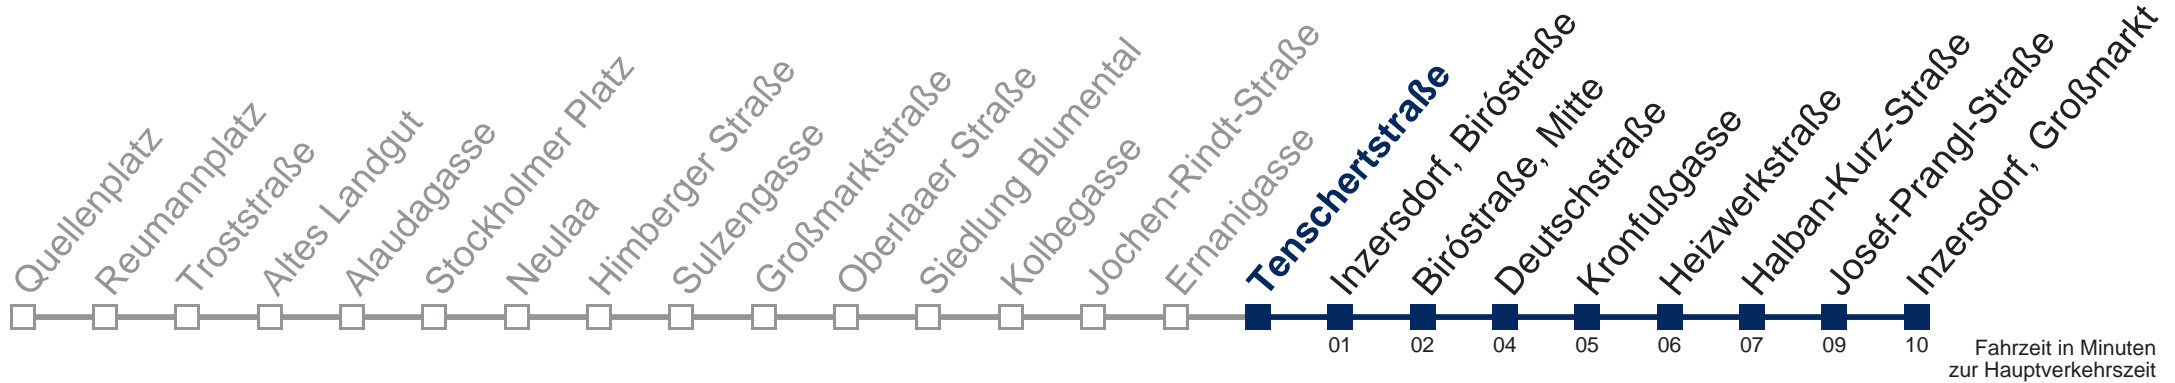 Quellenplatz
Reumannplatz
Troststraße
Altes Landgut
Alaudagasse
Stockholmer Platz
Neulaa
Himberger Straße
Sulzengasse
Großmarktstraße
Oberlaaer Straße
Siedlung Blumental
Kolbegasse
Jochen-Rindt-Straße
Ernanigasse
Tenschertstraße
Inzersdorf, Biróstraße
Biróstraße, Mitte
Deutschstraße
Kronfußgasse
Heizwerkstraße
Halban-Kurz-Straße
Josef-Prangl-Straße
Inzersdorf, Großmarkt
01 02 04 05 06 07 09 10
Fahrzeit in Minuten
zur Hauptverkehrszeit